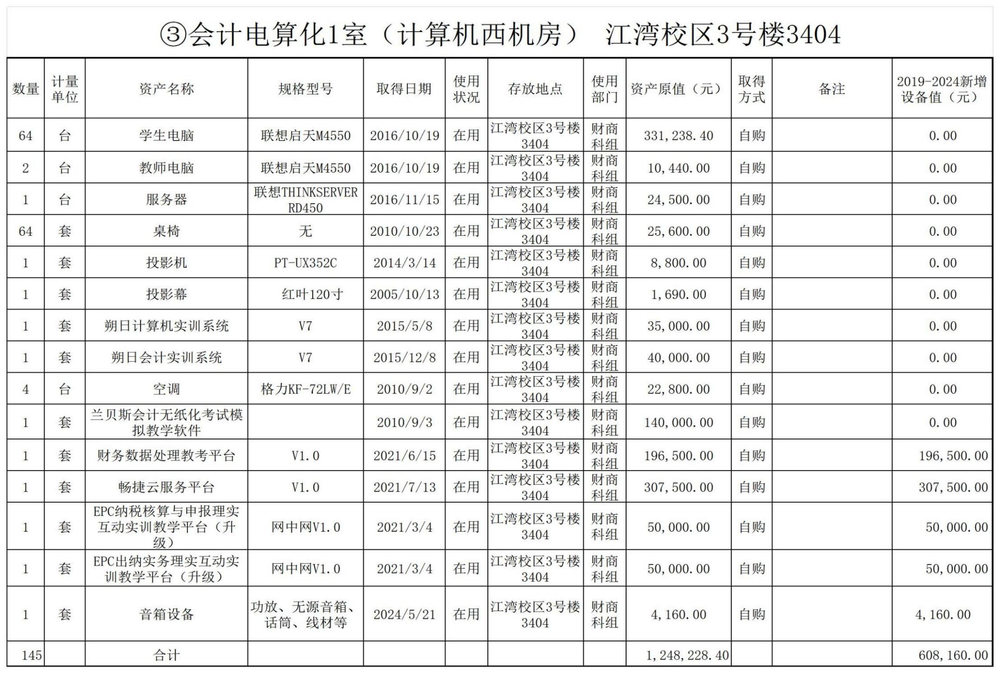 ③会计电算化1室（计算机西机房） 江湾校区3号楼3404
数量 计量单位 资产名称 规格型号 取得日期 使用状况 存放地点 使用部门 资产原值（元） 取得方式 备注 2019-2024新增设备值（元）
64 台 学生电脑 联想启天M4550 2016/10/19 在用 江湾校区3号楼3404 财商科组 331,238.40 自购 0.00
2 台 教师电脑 联想启天M4550 2016/10/19 在用 江湾校区3号楼3404 财商科组 10,440.00 自购 0.00
1 台 服务器 联想THINKSERVER RD450 2016/11/15 在用 江湾校区3号楼3404 财商科组 24,500.00 自购 0.00
64 套 桌椅 无 2010/10/23 在用 江湾校区3号楼3404 财商科组 25,600.00 自购 0.00
1 套 投影机 PT-UX352C 2014/3/14 在用 江湾校区3号楼3404 财商科组 8,800.00 自购 0.00
1 套 投影幕 红叶120寸 2005/10/13 在用 江湾校区3号楼3404 财商科组 1,690.00 自购 0.00
1 套 朔日计算机实训系统 V7 2015/5/8 在用 江湾校区3号楼3404 财商科组 35,000.00 自购 0.00
1 套 朔日会计实训系统 V7 2015/12/8 在用 江湾校区3号楼3404 财商科组 40,000.00 自购 0.00
4 台 空调 格力KF-72LW/E 2010/9/2 在用 江湾校区3号楼3404 财商科组 22,800.00 自购 0.00
1 套 兰贝斯会计无纸化考试模拟教学软件 2010/9/3 在用 江湾校区3号楼3404 财商科组 140,000.00 自购 0.00
1 套 财务数据处理教考平台 V1.0 2021/6/15 在用 江湾校区3号楼3404 财商科组 196,500.00 自购 196,500.00
1 套 畅捷云服务平台 V1.0 2021/7/13 在用 江湾校区3号楼3404 财商科组 307,500.00 自购 307,500.00
1 套 EPC纳税核算与申报理实互动实训教学平台（升级） 网中网V1.0 2021/3/4 在用 江湾校区3号楼3404 财商科组 50,000.00 自购 50,000.00
1 套 EPC出纳实务理实互动实训教学平台（升级） 网中网V1.0 2021/3/4 在用 江湾校区3号楼3404 财商科组 50,000.00 自购 50,000.00
1 套 音箱设备 功放、无源音箱、话筒、线材等 2024/5/21 在用 江湾校区3号楼3404 财商科组 4,160.00 自购 4,160.00
145 合计 1,248,228.40 608,160.00